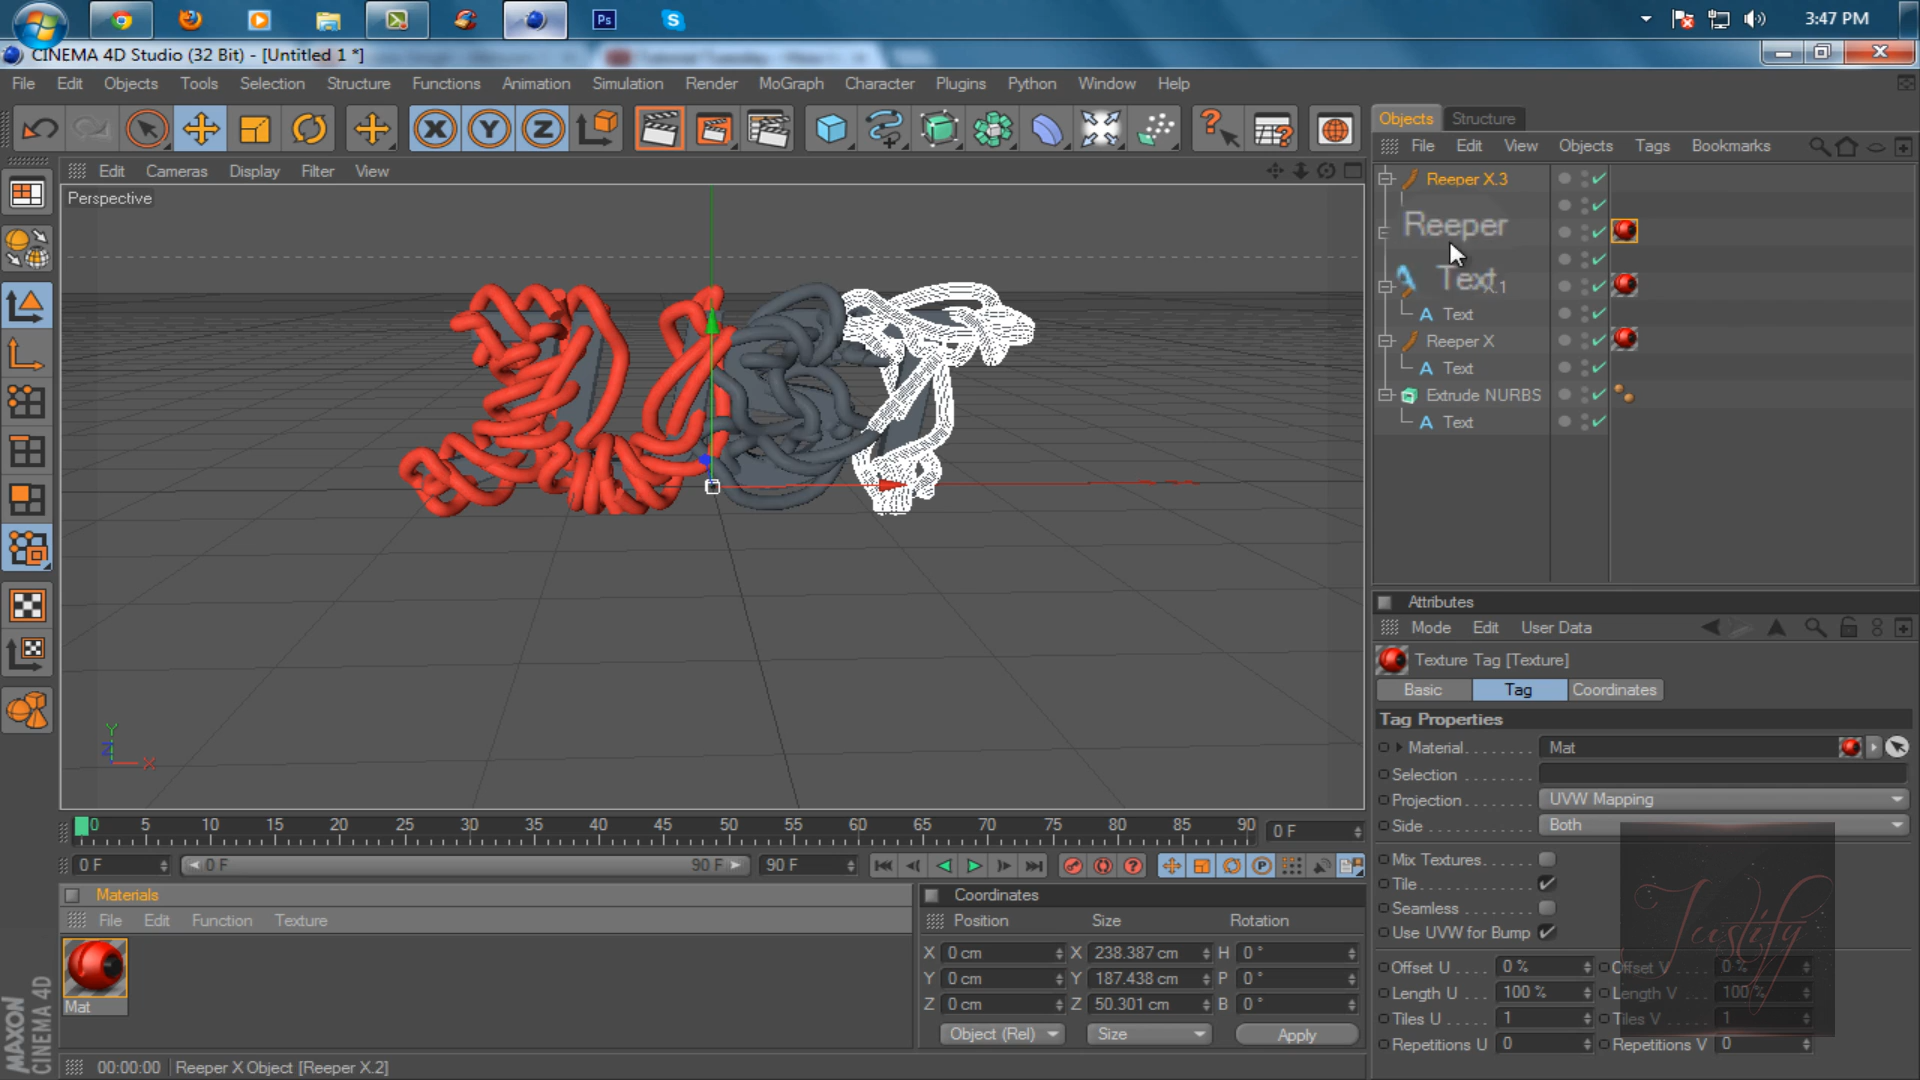 Ps
3:47 PM
CINEMA 4D Studio (32 Bit) - [Untitled 1 *]
File Edit Objects Tools Selection Structure Functions Animation Simulation Render MoGraph Character Plugins Python Window Help
X Y Z
Objects Structure
File Edit View Objects Tags Bookmarks
Edit Cameras Display Filter View
Perspective
Reeper X.3
Reeper
Text
X.1
Text
Reeper X
Text
Extrude NURBS
Text
Attributes
Mode Edit User Data
Texture Tag [Texture]
Basic Tag Coordinates
Tag Properties
Material Mat
Selection
Projection UVW Mapping
Side Both
Mix Textures
Tile
Seamless
Use UVW for Bump
Offset U 0 % Offset V 0 %
Length U 100 % Length V 100 %
Tiles U 1 Tiles V 1
Repetitions U 0 Repetitions V 0
Justify
Y
Z
X
0 5 10 15 20 25 30 35 40 45 50 55 60 65 70 75 80 85 90 0 F
0 F 0 F 90 F 90 F
Materials
File Edit Function Texture
Mat
Coordinates
Position Size Rotation
X 0 cm X 238.387 cm H 0 °
Y 0 cm Y 187.438 cm P 0 °
Z 0 cm Z 50.301 cm B 0 °
Object (Rel) Size Apply
MAXON
CINEMA 4D
00:00:00 Reeper X Object [Reeper X.2]